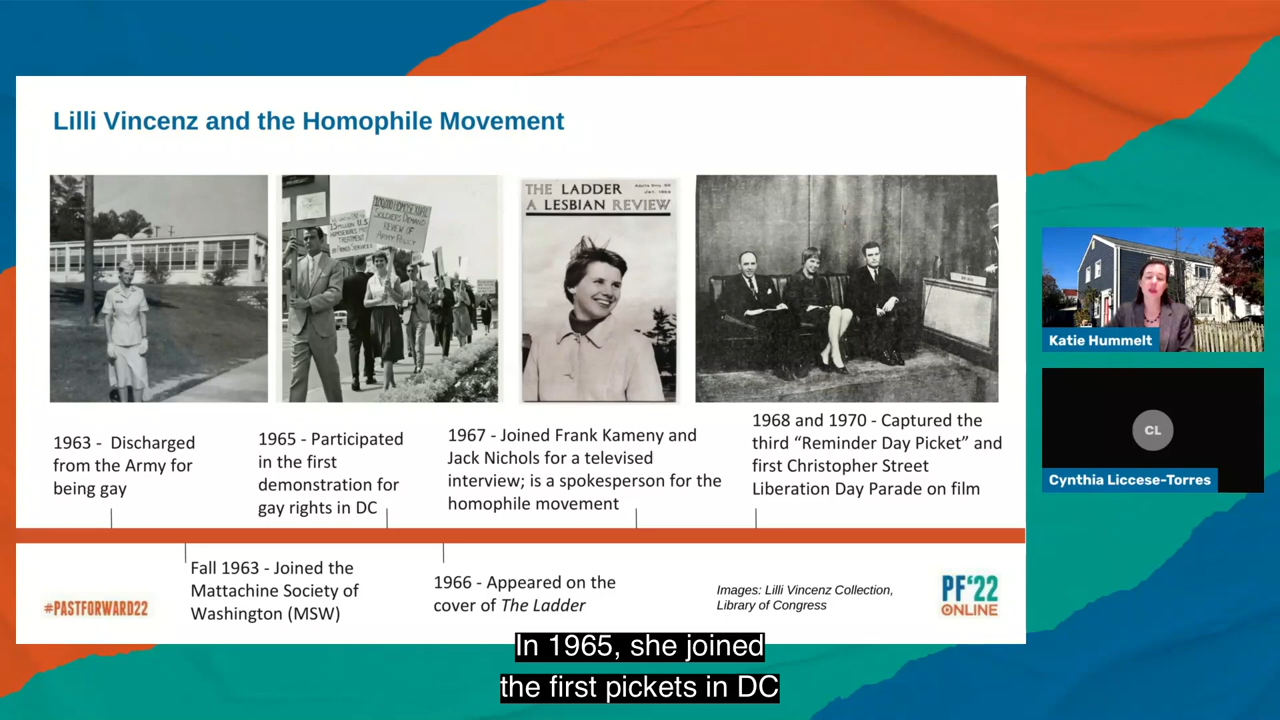 Lilli Vincenz and the Homophile Movement
THE LADDER
A LESBIAN REVIEW
1963 - Discharged
from the Army for
being gay
1965 - Participated
in the first
demonstration for
gay rights in DC
1967 - Joined Frank Kameny and
Jack Nichols for a televised
interview; is a spokesperson for the
homophile movement
1968 and 1970 - Captured the
third “Reminder Day Picket” and
first Christopher Street
Liberation Day Parade on film
Fall 1963 - Joined the
Mattachine Society of
Washington (MSW)
1966 - Appeared on the
cover of The Ladder
Images: Lilli Vincenz Collection,
Library of Congress
#PASTFORWARD22
PF‘22
ONLINE
Katie Hummelt
CL
Cynthia Liccese-Torres
In 1965, she joined
the first pickets in DC